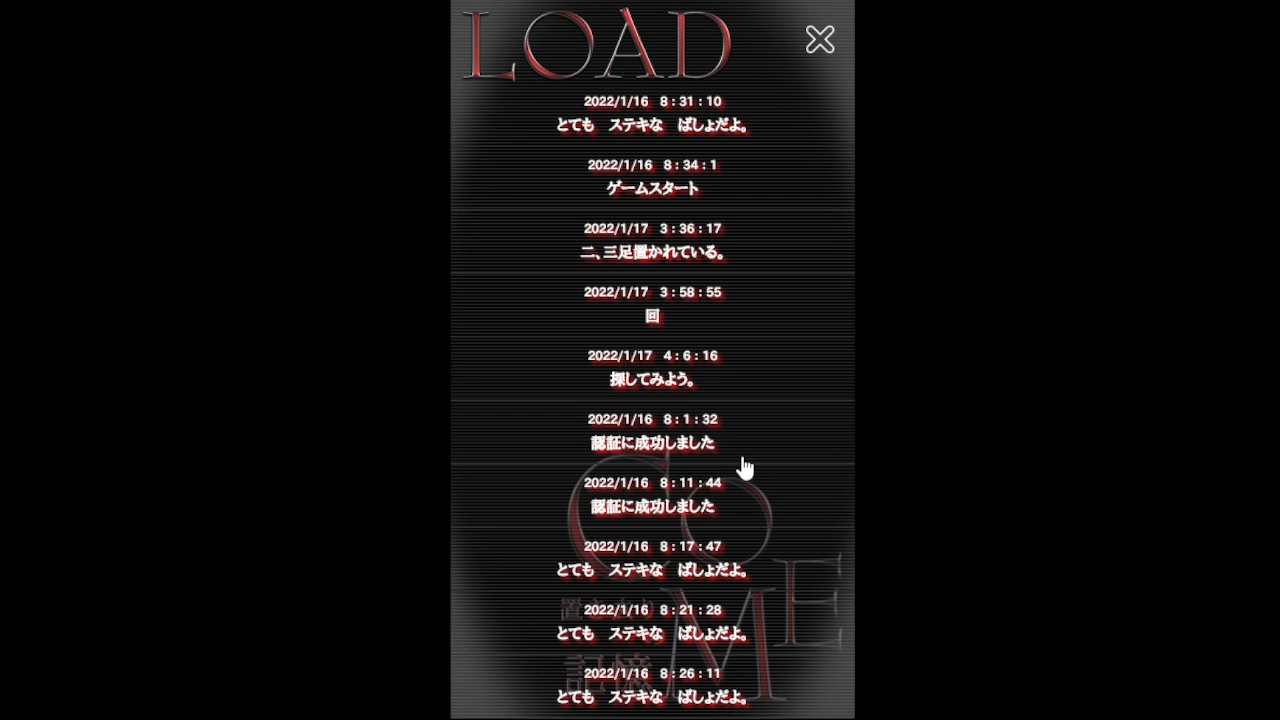 LOAD
2022/1/16 8 : 31 : 10
とても　ステキな　ばしょだよ。
2022/1/16 8 : 34 : 1
ゲームスタート
2022/1/17 3 : 36 : 17
二、三足置かれている。
2022/1/17 3 : 58 : 55
回
2022/1/17 4 : 6 : 16
探してみよう。
2022/1/16 8 : 1 : 32
認証に成功しました
2022/1/16 8 : 11 : 44
認証に成功しました
2022/1/16 8 : 17 : 47
とても　ステキな　ばしょだよ。
2022/1/16 8 : 21 : 28
とても　ステキな　ばしょだよ。
2022/1/16 8 : 26 : 11
とても　ステキな　ばしょだよ。
COME
置き去り
記憶